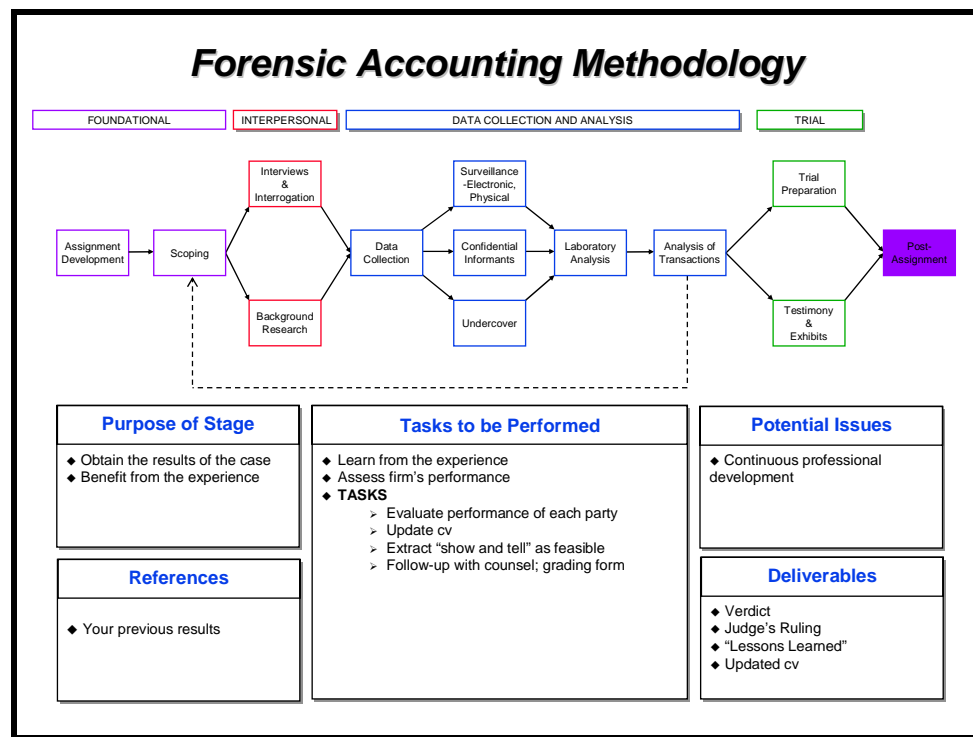 Forensic Accounting Methodology
FOUNDATIONAL
INTERPERSONAL
DATA COLLECTION AND ANALYSIS
TRIAL
Assignment
Development
Scoping
Interviews
&
Interrogation
Background
Research
Data
Collection
Surveillance
-Electronic,
Physical
Confidential
Informants
Undercover
Laboratory
Analysis
Analysis of
Transactions
Trial
Preparation
Testimony
&
Exhibits
Post-
Assignment
Purpose of Stage
◆ Obtain the results of the case
◆ Benefit from the experience
References
◆ Your previous results
Tasks to be Performed
◆ Learn from the experience
◆ Assess firm's performance
◆ TASKS
➢ Evaluate performance of each party
➢ Update cv
➢ Extract “show and tell” as feasible
➢ Follow-up with counsel; grading form
Potential Issues
◆ Continuous professional
development
Deliverables
◆ Verdict
◆ Judge's Ruling
◆ “Lessons Learned”
◆ Updated cv